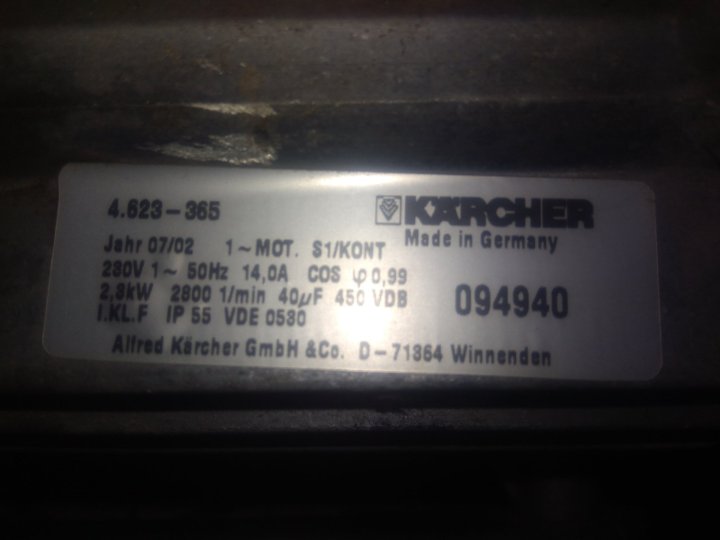 4.623-365
KÄRCHER
Made in Germany
Jahr 07/02 1~MOT. S1/KONT
230V 1~ 50Hz 14,0A COS φ 0,99
2,3kW 2800 1/min 40µF 450 VDB
I.KL.F IP 55 VDE 0530
094940
Alfred Kärcher GmbH &Co. D-71364 Winnenden